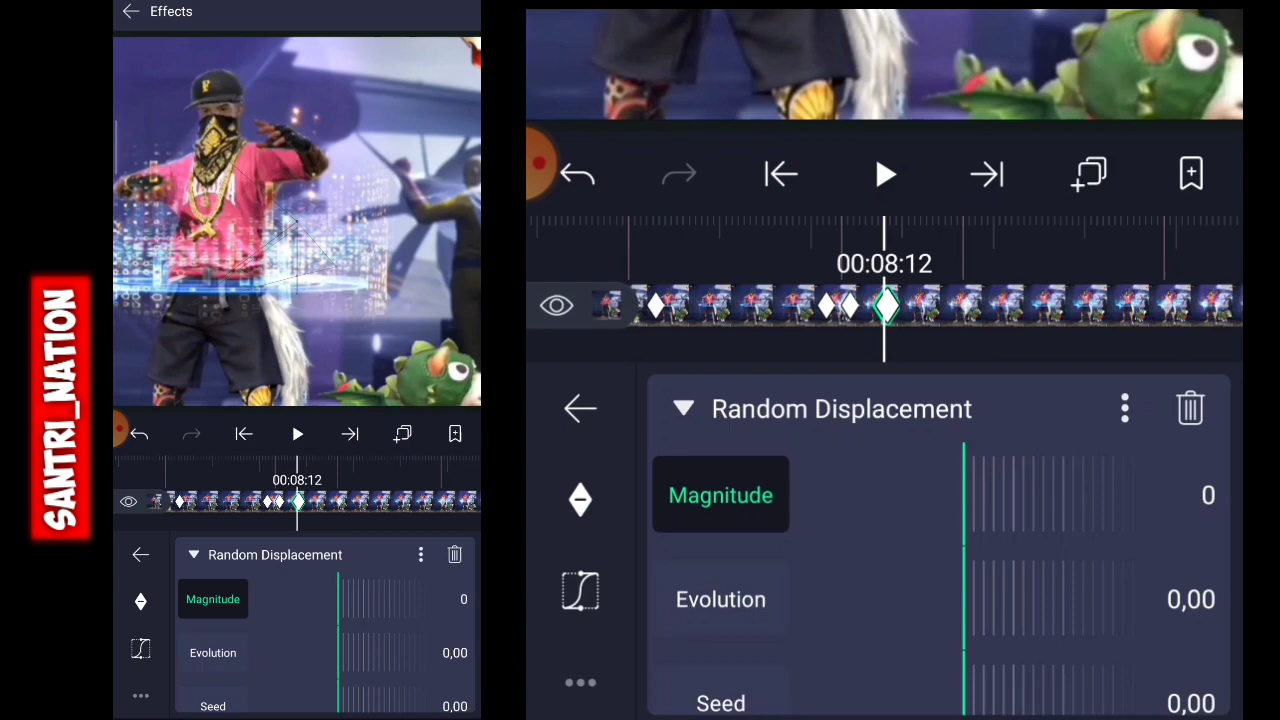 SANTRI_NATION
Effects
00:08:12
Random Displacement
Magnitude
0
Evolution
0,00
Seed
0,00
00:08:12
Random Displacement
Magnitude
0
Evolution
0,00
Seed
0,00